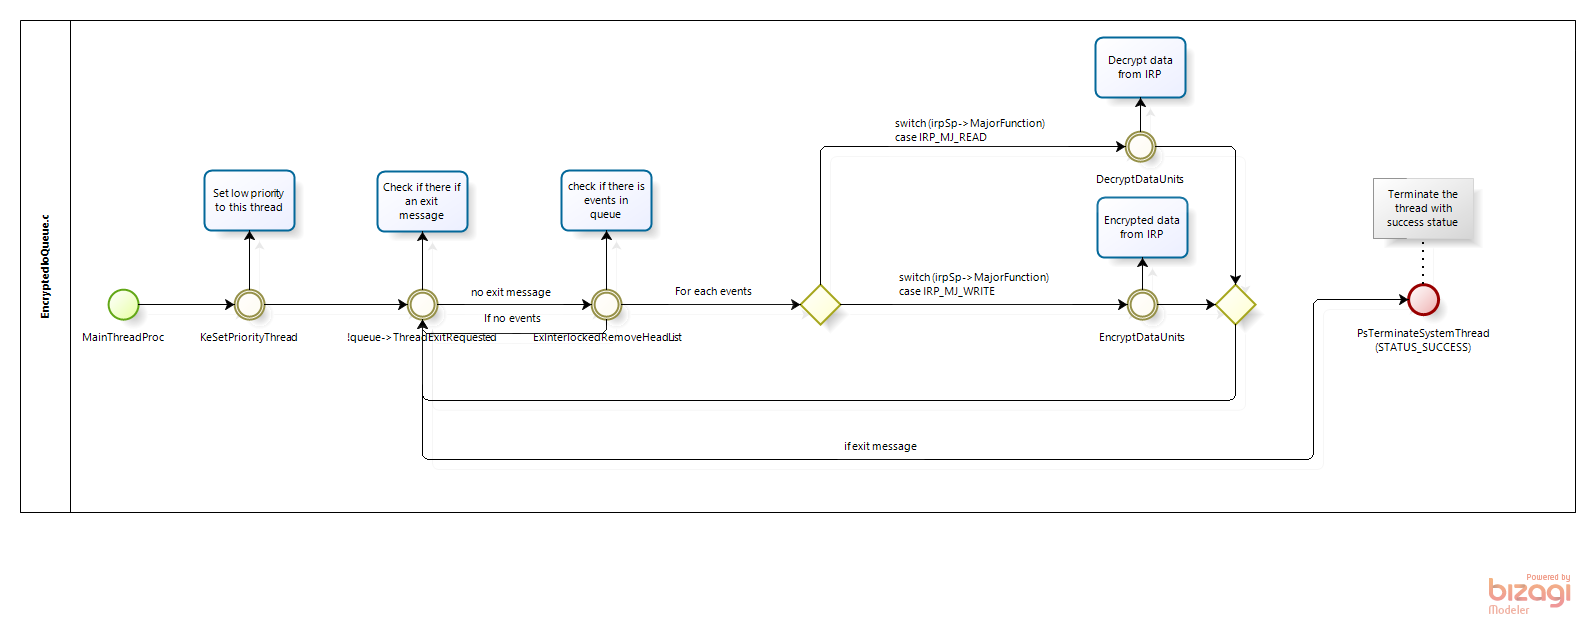 EncryptedIoQueue.c
MainThreadProc
Set low priority
to this thread
KeSetPriorityThread
Check if there if
an exit
message
!queue->ThreadExitRequested
no exit message
If no events
check if there is
events in
queue
ExInterlockedRemoveHeadList
For each events
switch (irpSp->MajorFunction)
case IRP_MJ_READ
Decrypt data
from IRP
DecryptDataUnits
switch (irpSp->MajorFunction)
case IRP_MJ_WRITE
Encrypted data
from IRP
EncryptDataUnits
if exit message
Terminate the
thread with
success statue
PsTerminateSystemThread
(STATUS_SUCCESS)
Powered by
bizagi
Modeler